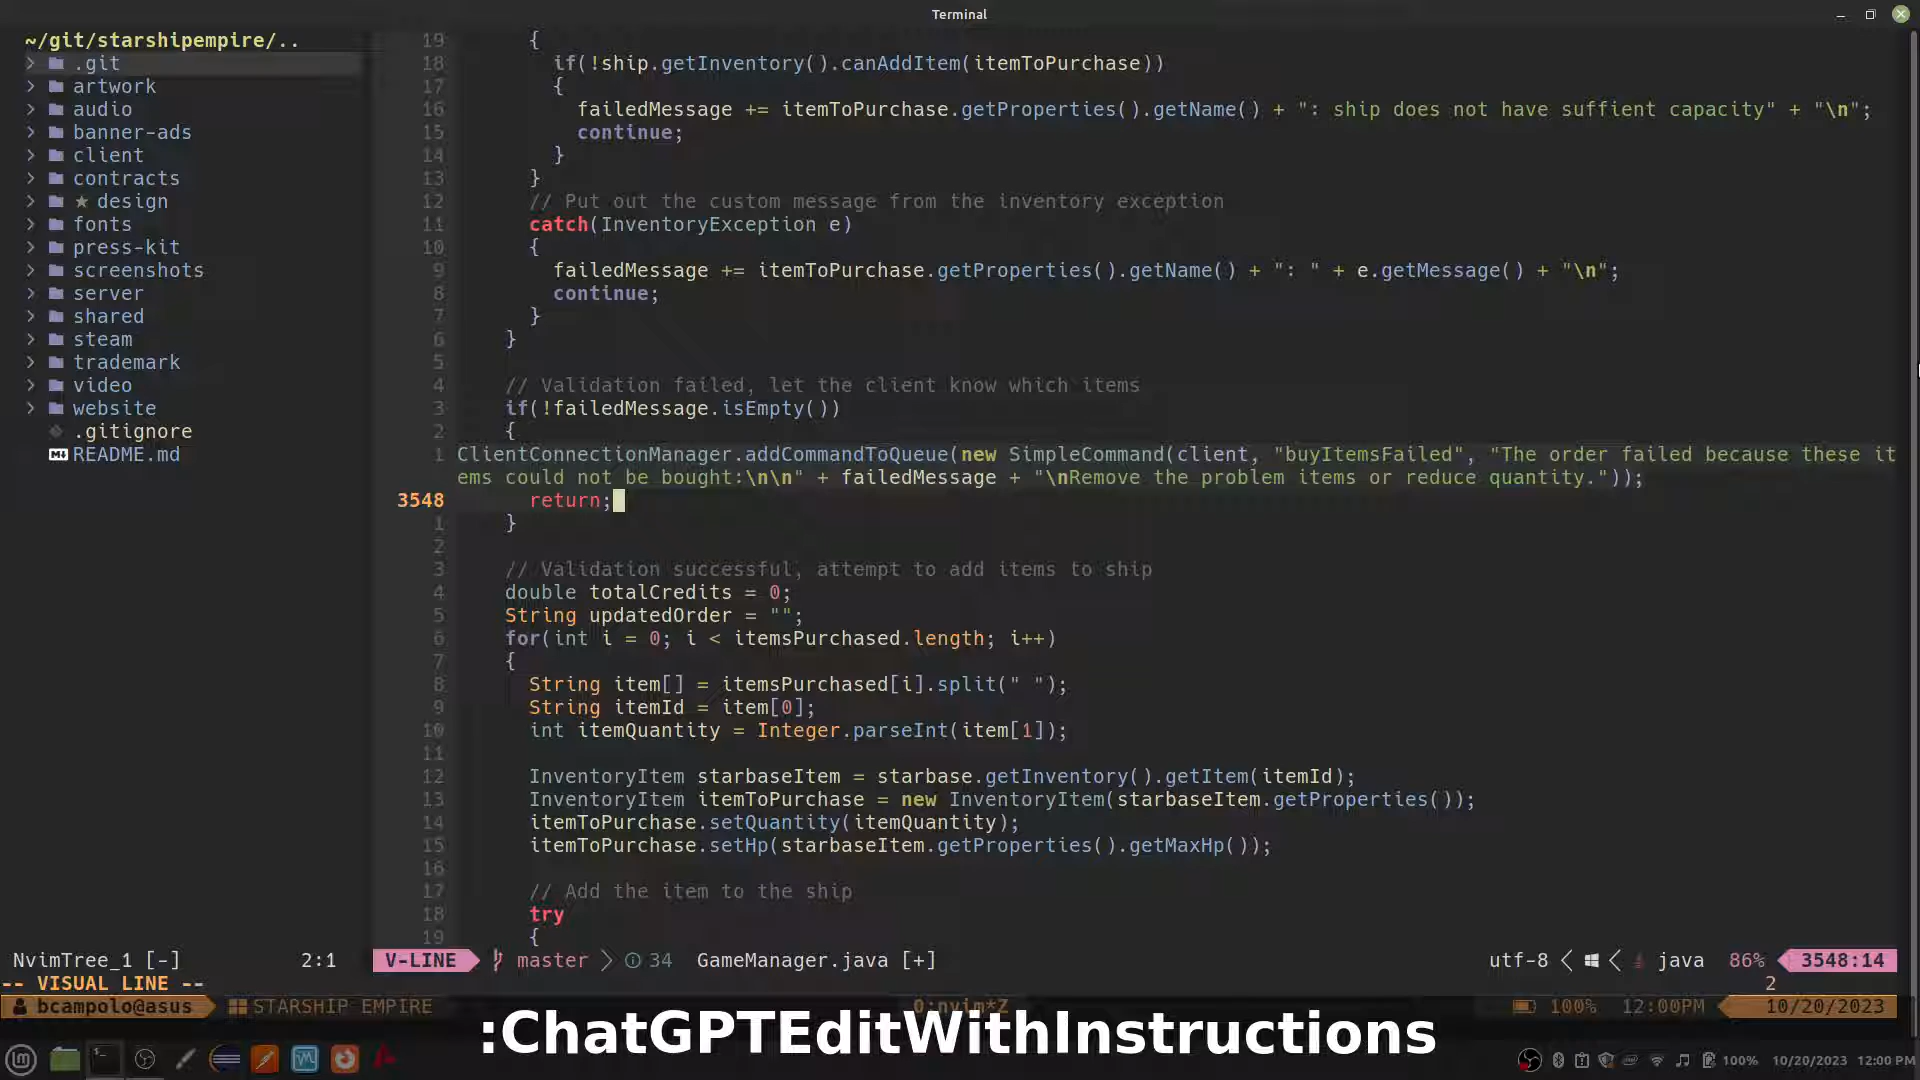 Terminal
~/git/starshipempire/..
.git
artwork
audio
banner-ads
client
contracts
★ design
fonts
press-kit
screenshots
server
shared
steam
trademark
video
website
.gitignore
README.md
19 {
18 if(!ship.getInventory().canAddItem(itemToPurchase))
17 {
16 failedMessage += itemToPurchase.getProperties().getName() + ": ship does not have suffient capacity" + "\n";
15 continue;
14 }
13 }
12 // Put out the custom message from the inventory exception
11 catch(InventoryException e)
10 {
9 failedMessage += itemToPurchase.getProperties().getName() + ": " + e.getMessage() + "\n";
8 continue;
7 }
6 }
5
4 // Validation failed, let the client know which items
3 if(!failedMessage.isEmpty())
2 {
1 ClientConnectionManager.addCommandToQueue(new SimpleCommand(client, "buyItemsFailed", "The order failed because these it
ems could not be bought:\n\n" + failedMessage + "\nRemove the problem items or reduce quantity."));
3548 return;
1 }
2
3 // Validation successful, attempt to add items to ship
4 double totalCredits = 0;
5 String updatedOrder = "";
6 for(int i = 0; i < itemsPurchased.length; i++)
7 {
8 String item[] = itemsPurchased[i].split(" ");
9 String itemId = item[0];
10 int itemQuantity = Integer.parseInt(item[1]);
11
12 InventoryItem starbaseItem = starbase.getInventory().getItem(itemId);
13 InventoryItem itemToPurchase = new InventoryItem(starbaseItem.getProperties());
14 itemToPurchase.setQuantity(itemQuantity);
15 itemToPurchase.setHp(starbaseItem.getProperties().getMaxHp());
16
17 // Add the item to the ship
18 try
19 {
NvimTree_1 [-] 2:1 V-LINE master 34 GameManager.java [+] utf-8 java 86% 3548:14
-- VISUAL LINE -- 2
bcampolo@asus STARSHIP EMPIRE 0:nvim*Z 100% 12:00PM 10/20/2023
:ChatGPTEditWithInstructions
100% 10/20/2023 12:00 PM